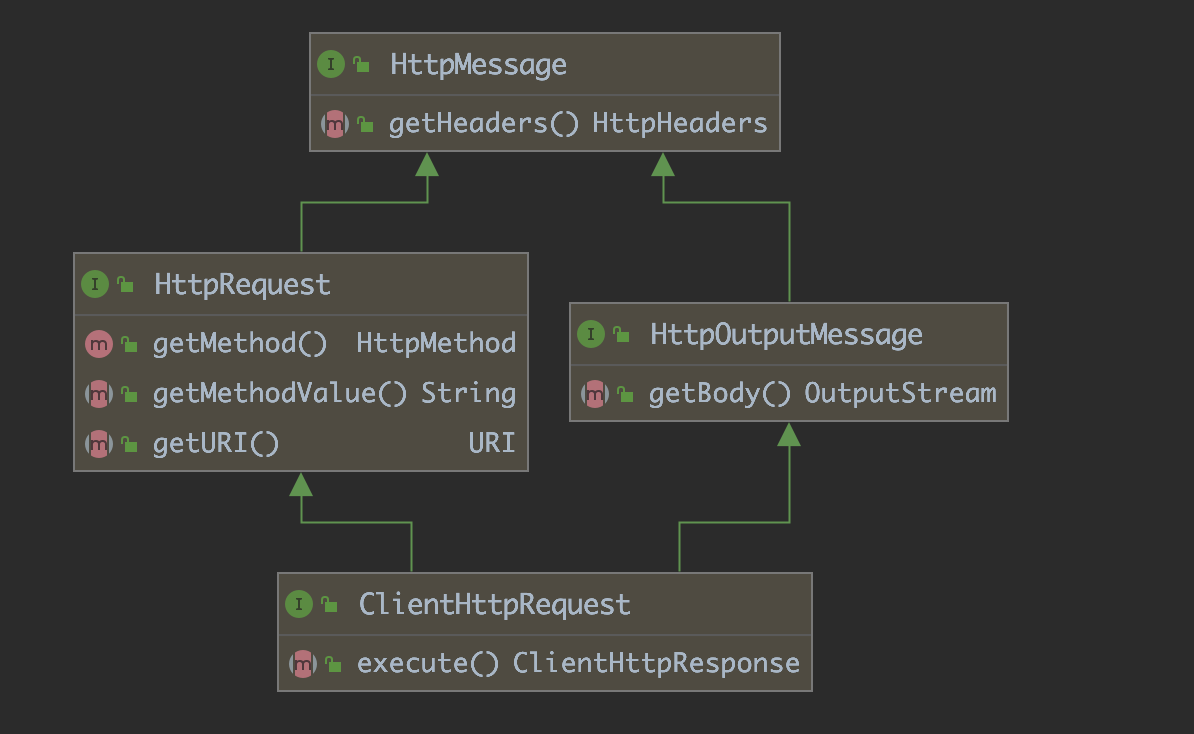 I HttpMessage
m getHeaders() HttpHeaders
I HttpRequest
m getMethod() HttpMethod
m getMethodValue() String
m getURI() URI
I HttpOutputMessage
m getBody() OutputStream
I ClientHttpRequest
m execute() ClientHttpResponse